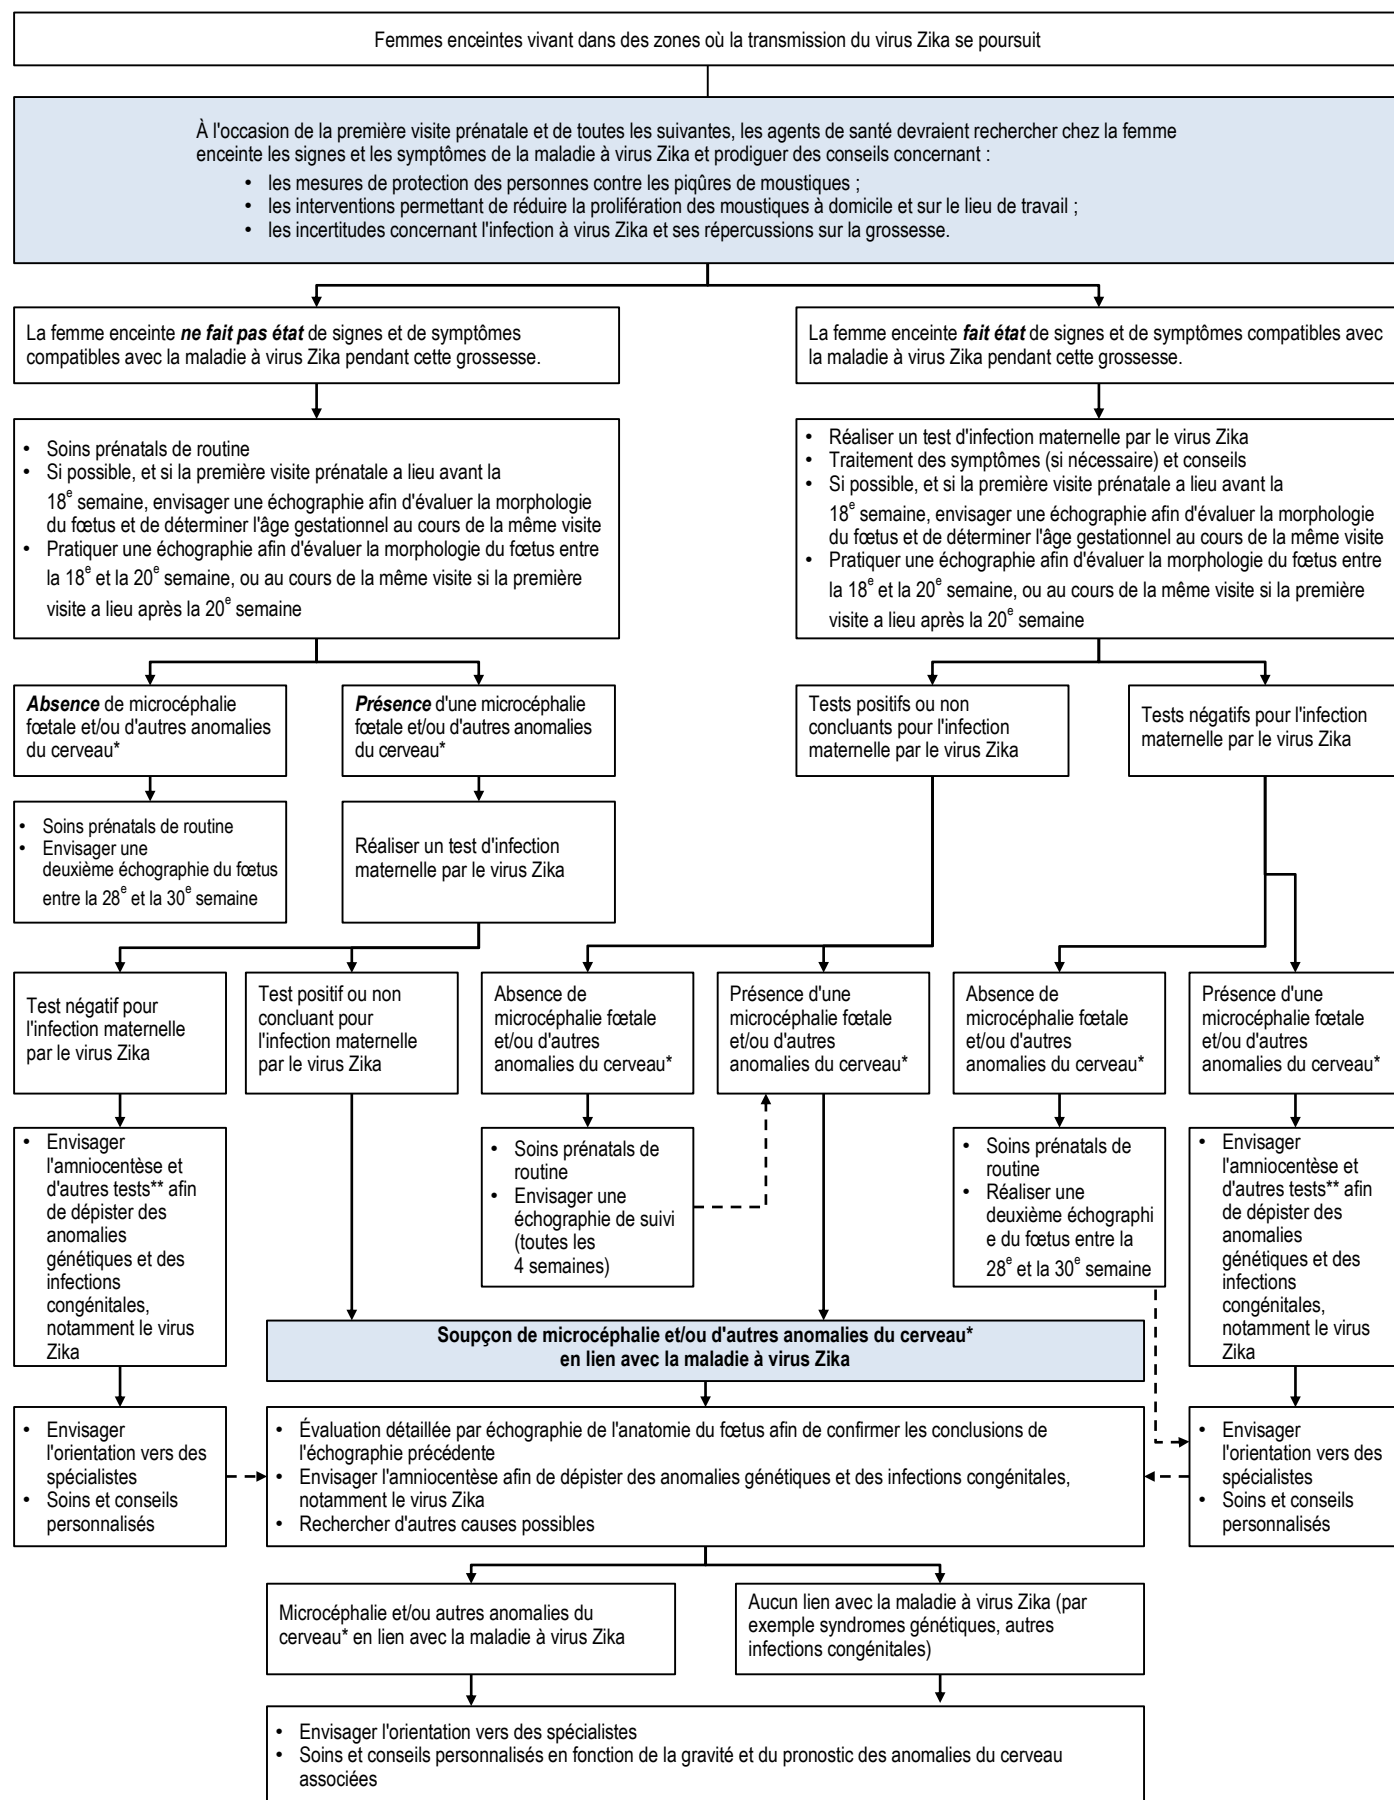 Femmes enceintes vivant dans des zones où la transmission du virus Zika se poursuit
À l'occasion de la première visite prénatale et de toutes les suivantes, les agents de santé devraient rechercher chez la femme
enceinte les signes et les symptômes de la maladie à virus Zika et prodiguer des conseils concernant :
• les mesures de protection des personnes contre les piqûres de moustiques ;
• les interventions permettant de réduire la prolifération des moustiques à domicile et sur le lieu de travail ;
• les incertitudes concernant l'infection à virus Zika et ses répercussions sur la grossesse.
La femme enceinte ne fait pas état de signes et de symptômes
compatibles avec la maladie à virus Zika pendant cette grossesse.
La femme enceinte fait état de signes et de symptômes compatibles avec
la maladie à virus Zika pendant cette grossesse.
• Soins prénatals de routine
• Si possible, et si la première visite prénatale a lieu avant la
18e semaine, envisager une échographie afin d'évaluer la morphologie
du fœtus et de déterminer l'âge gestationnel au cours de la même visite
• Pratiquer une échographie afin d'évaluer la morphologie du fœtus entre
la 18e et la 20e semaine, ou au cours de la même visite si la première
visite a lieu après la 20e semaine
• Réaliser un test d'infection maternelle par le virus Zika
• Traitement des symptômes (si nécessaire) et conseils
• Si possible, et si la première visite prénatale a lieu avant la
18e semaine, envisager une échographie afin d'évaluer la morphologie
du fœtus et de déterminer l'âge gestationnel au cours de la même visite
• Pratiquer une échographie afin d'évaluer la morphologie du fœtus entre
la 18e et la 20e semaine, ou au cours de la même visite si la première
visite a lieu après la 20e semaine
Absence de microcéphalie
fœtale et/ou d'autres anomalies
du cerveau*
Présence d'une microcéphalie
fœtale et/ou d'autres anomalies
du cerveau*
Tests positifs ou non
concluants pour l'infection
maternelle par le virus Zika
Tests négatifs pour l'infection
maternelle par le virus Zika
• Soins prénatals de routine
• Envisager une
deuxième échographie du fœtus
entre la 28e et la 30e semaine
Réaliser un test d'infection
maternelle par le virus Zika
Test négatif pour
l'infection maternelle
par le virus Zika
Test positif ou non
concluant pour
l'infection maternelle
par le virus Zika
Absence de
microcéphalie fœtale
et/ou d'autres
anomalies du cerveau*
Présence d'une
microcéphalie fœtale
et/ou d'autres
anomalies du cerveau*
Absence de
microcéphalie fœtale
et/ou d'autres
anomalies du cerveau*
Présence d'une
microcéphalie fœtale
et/ou d'autres
anomalies du cerveau*
• Envisager
l'amniocentèse et
d'autres tests** afin
de dépister des
anomalies
génétiques et des
infections
congénitales,
notamment le virus
Zika
• Soins prénatals de
routine
• Envisager une
échographie de suivi
(toutes les
4 semaines)
• Soins prénatals de
routine
• Réaliser une
deuxième échographi
e du fœtus entre la
28e et la 30e semaine
• Envisager
l'amniocentèse et
d'autres tests** afin
de dépister des
anomalies
génétiques et des
infections
congénitales,
notamment le virus
Zika
Soupçon de microcéphalie et/ou d'autres anomalies du cerveau*
en lien avec la maladie à virus Zika
• Envisager
l'orientation vers des
spécialistes
• Soins et conseils
personnalisés
• Évaluation détaillée par échographie de l'anatomie du fœtus afin de confirmer les conclusions de
l'échographie précédente
• Envisager l'amniocentèse afin de dépister des anomalies génétiques et des infections congénitales,
notamment le virus Zika
• Rechercher d'autres causes possibles
• Envisager
l'orientation vers des
spécialistes
• Soins et conseils
personnalisés
Microcéphalie et/ou autres anomalies du
cerveau* en lien avec la maladie à virus Zika
Aucun lien avec la maladie à virus Zika (par
exemple syndromes génétiques, autres
infections congénitales)
• Envisager l'orientation vers des spécialistes
• Soins et conseils personnalisés en fonction de la gravité et du pronostic des anomalies du cerveau
associées